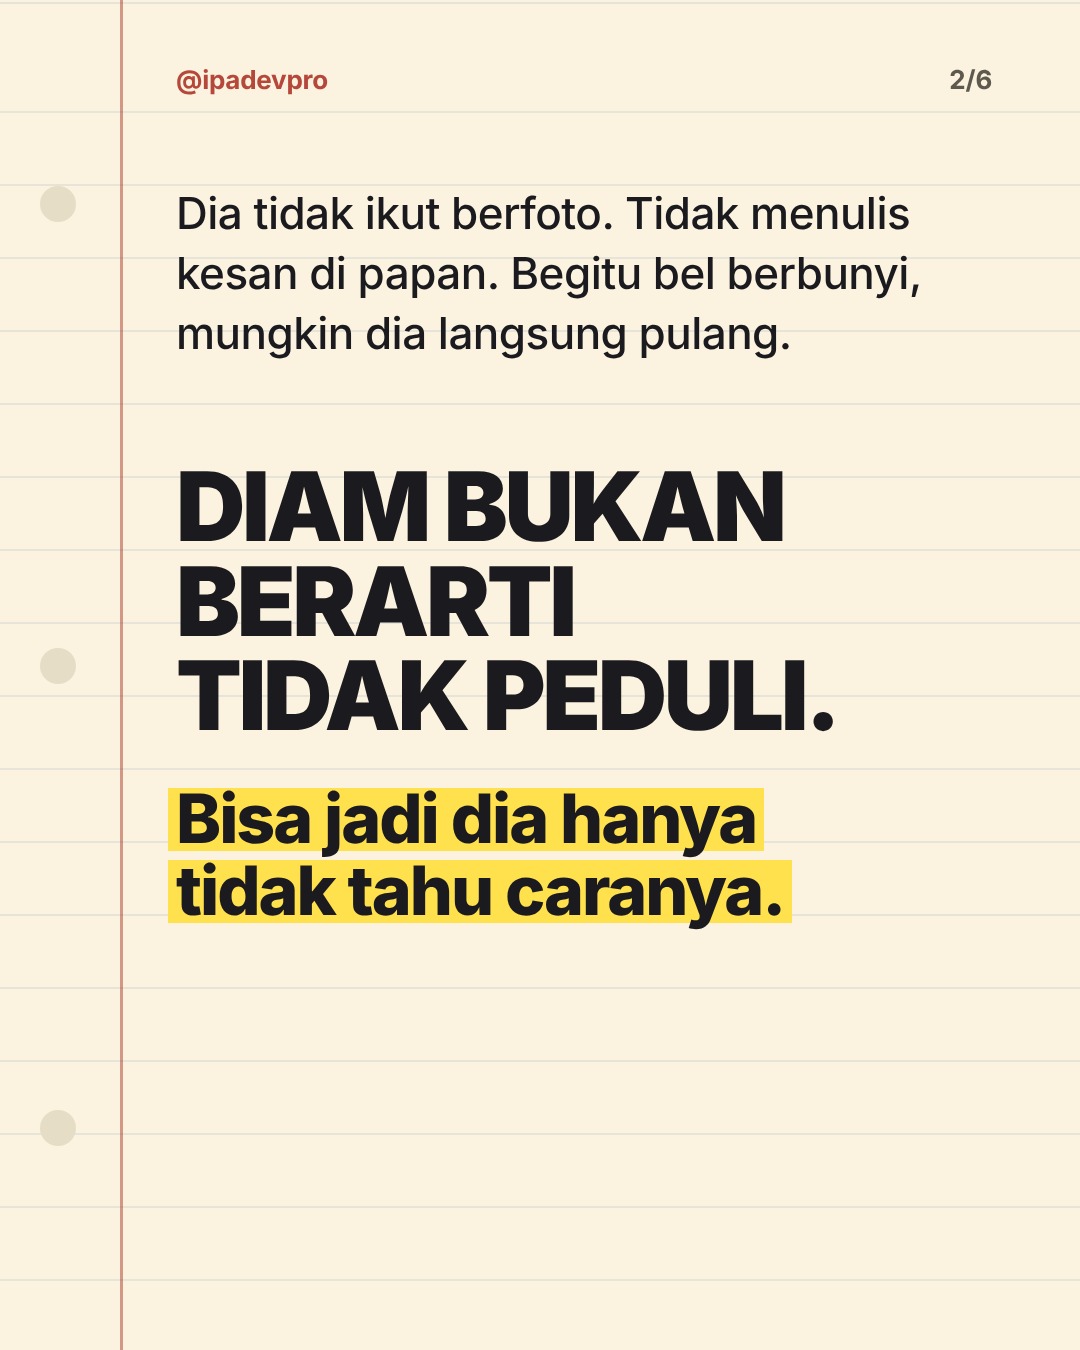 @ipadevpro
2/6
Dia tidak ikut berfoto. Tidak menulis
kesan di papan. Begitu bel berbunyi,
mungkin dia langsung pulang.
DIAM BUKAN
BERARTI
TIDAK PEDULI.
Bisa jadi dia hanya
tidak tahu caranya.